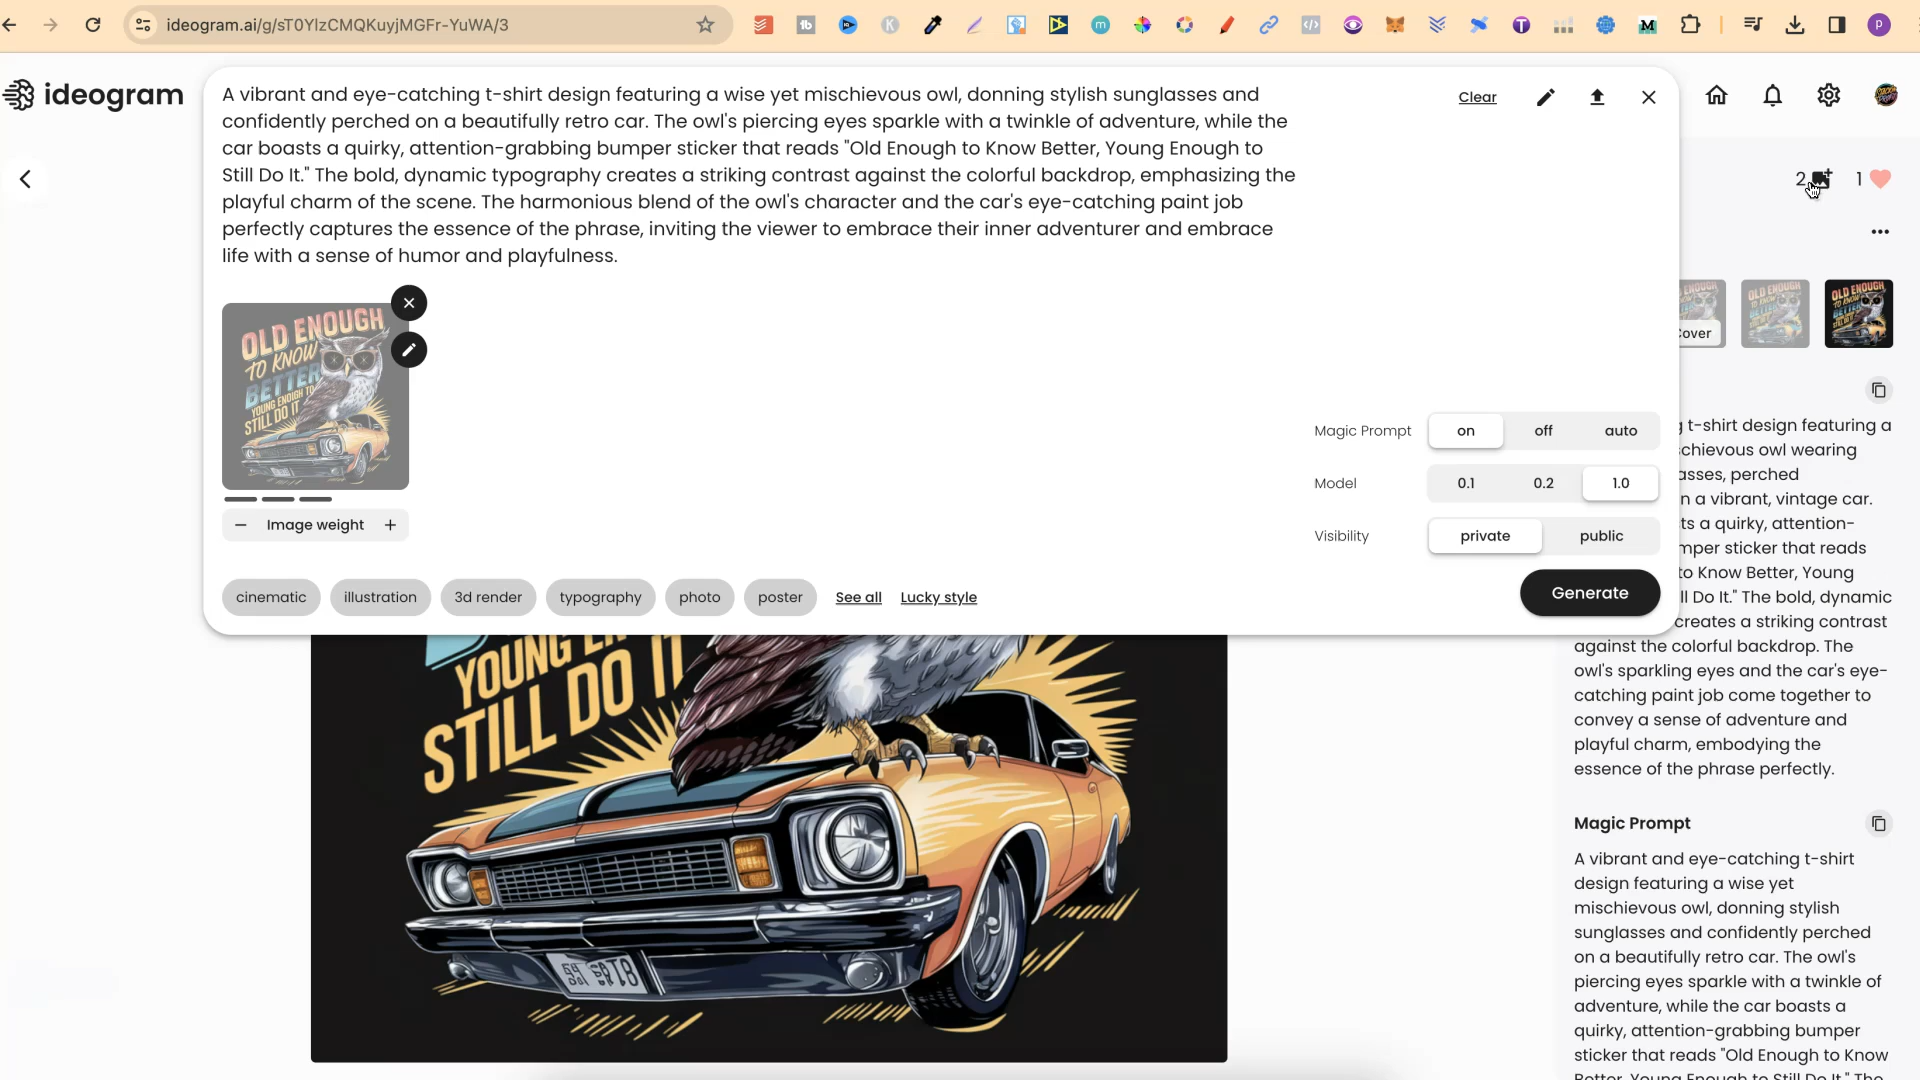 ideogram.ai/g/sT0YIzCMQKuyjMGFr-YuWA/3
ideogram
A vibrant and eye-catching t-shirt design featuring a wise yet mischievous owl, donning stylish sunglasses and
confidently perched on a beautifully retro car. The owl's piercing eyes sparkle with a twinkle of adventure, while the
car boasts a quirky, attention-grabbing bumper sticker that reads "Old Enough to Know Better, Young Enough to
Still Do It." The bold, dynamic typography creates a striking contrast against the colorful backdrop, emphasizing the
playful charm of the scene. The harmonious blend of the owl's character and the car's eye-catching paint job
perfectly captures the essence of the phrase, inviting the viewer to embrace their inner adventurer and embrace
life with a sense of humor and playfulness.
Clear
OLD ENOUGH
TO KNOW
BETTER
STILL DO IT
Image weight
Magic Prompt on off auto
Model 0.1 0.2 1.0
Visibility private public
cinematic illustration 3d render typography photo poster See all Lucky style
Generate
2 1
over
t-shirt design featuring a
chievous owl wearing
asses, perched
n a vibrant, vintage car.
ts a quirky, attention-
mper sticker that reads
to Know Better, Young
ll Do It." The bold, dynamic
creates a striking contrast
against the colorful backdrop. The
owl's sparkling eyes and the car's eye-
catching paint job come together to
convey a sense of adventure and
playful charm, embodying the
essence of the phrase perfectly.
Magic Prompt
A vibrant and eye-catching t-shirt
design featuring a wise yet
mischievous owl, donning stylish
sunglasses and confidently perched
on a beautifully retro car. The owl's
piercing eyes sparkle with a twinkle of
adventure, while the car boasts a
quirky, attention-grabbing bumper
sticker that reads "Old Enough to Know
Better, Young Enough to Still Do It." The
YOUNG
STILL DO IT